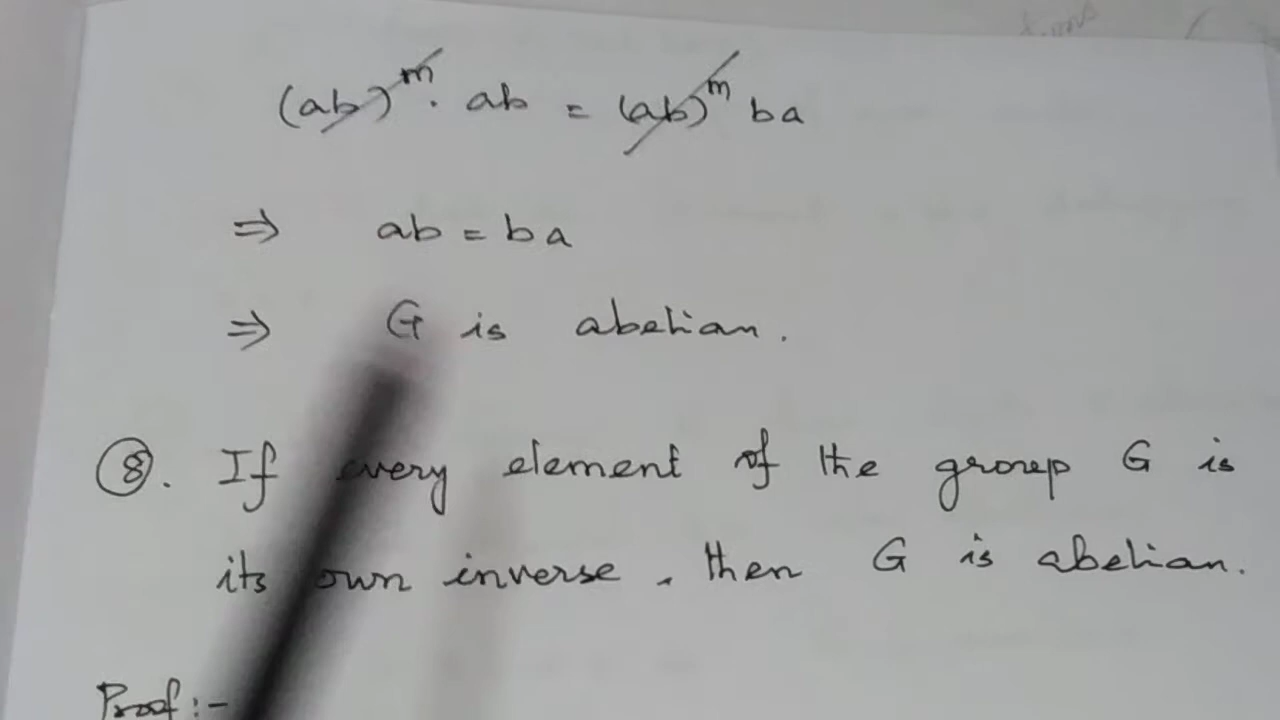 (ab)^m . ab = (ab)^m ba
⇒ ab = ba
⇒ G is abelian.
⑧. If every element of the group G is
its own inverse, then G is abelian.
Proof :-